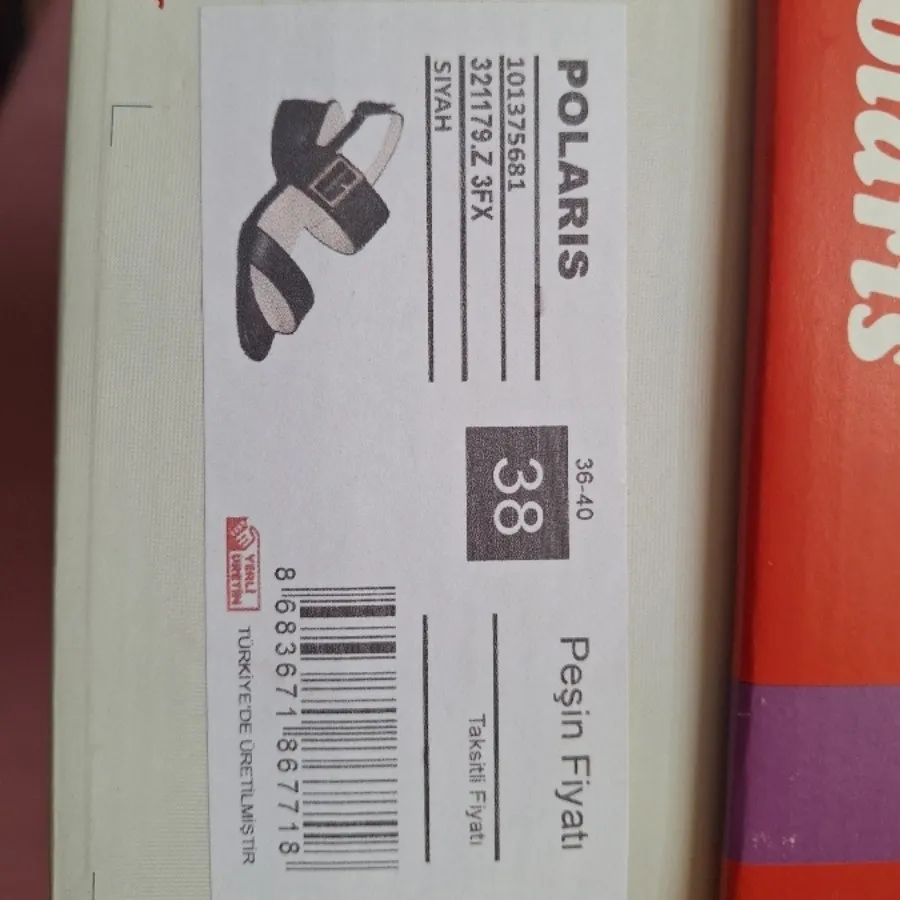 POLARIS
101375681
321179.Z 3FX
SIYAH
36-40
38
Peşin Fiyatı
Taksitli Fiyatı
8 683671 867718
YERLİ
ÜRETİM
TÜRKİYE'DE ÜRETİLMİŞTİR
olaris